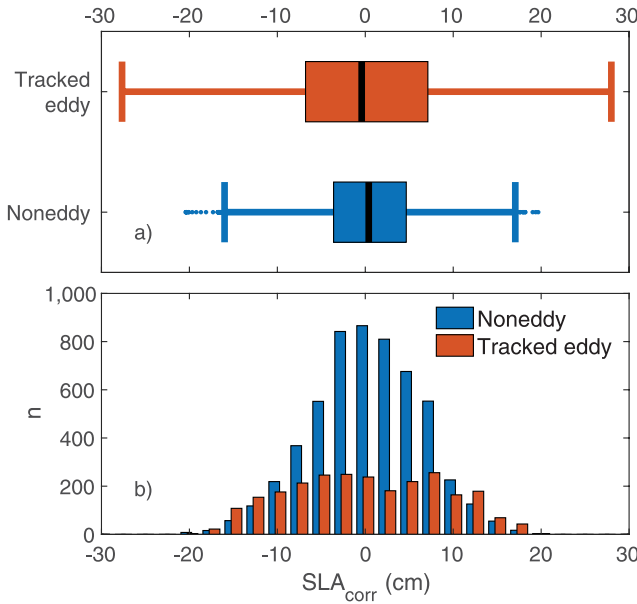 -30 -20 -10 0 10 20 30
Tracked
eddy
Noneddy
a)
1,000
800
600
400
200
0
n
Noneddy
Tracked eddy
b)
-30 -20 -10 0 10 20 30
SLAcorr (cm)